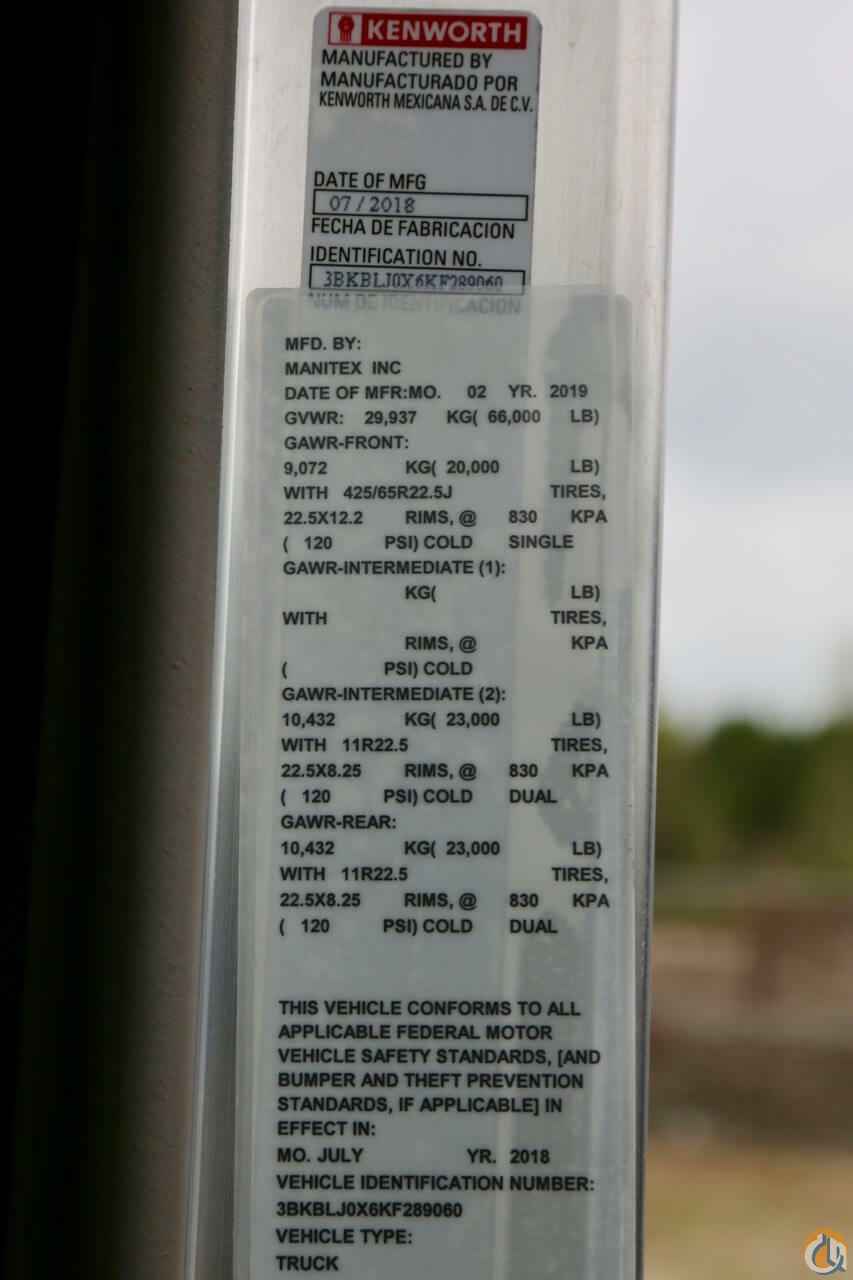 KENWORTH
MANUFACTURED BY
MANUFACTURADO POR
KENWORTH MEXICANA S.A. DE C.V.
DATE OF MFG
07/2018
FECHA DE FABRICACION
IDENTIFICATION NO.
3BKBLJ0X6KF289060
NUM DE IDENTIFICACION
MFD. BY:
MANITEX INC
DATE OF MFR:MO. 02 YR. 2019
GVWR: 29,937 KG( 66,000 LB)
GAWR-FRONT:
9,072 KG( 20,000 LB)
WITH 425/65R22.5J TIRES,
22.5X12.2 RIMS, @ 830 KPA
( 120 PSI) COLD SINGLE
GAWR-INTERMEDIATE (1):
KG( LB)
WITH TIRES,
RIMS, @ KPA
( PSI) COLD
GAWR-INTERMEDIATE (2):
10,432 KG( 23,000 LB)
WITH 11R22.5 TIRES,
22.5X8.25 RIMS, @ 830 KPA
( 120 PSI) COLD DUAL
GAWR-REAR:
10,432 KG( 23,000 LB)
WITH 11R22.5 TIRES,
22.5X8.25 RIMS, @ 830 KPA
( 120 PSI) COLD DUAL
THIS VEHICLE CONFORMS TO ALL
APPLICABLE FEDERAL MOTOR
VEHICLE SAFETY STANDARDS, [AND
BUMPER AND THEFT PREVENTION
STANDARDS, IF APPLICABLE] IN
EFFECT IN:
MO. JULY YR. 2018
VEHICLE IDENTIFICATION NUMBER:
3BKBLJ0X6KF289060
VEHICLE TYPE:
TRUCK